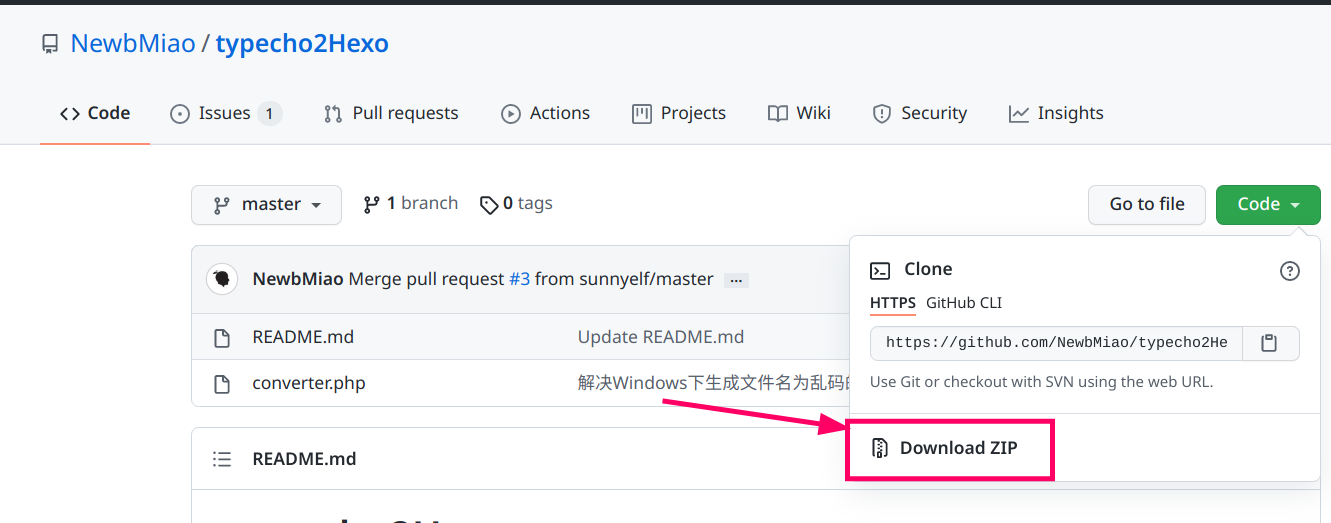 NewbMiao / typecho2Hexo
Code Issues 1 Pull requests Actions Projects Wiki Security Insights
master 1 branch 0 tags Go to file Code
NewbMiao Merge pull request #3 from sunnyelf/master ...
README.md Update README.md
converter.php 解决Windows下生成文件名为乱码
Clone
HTTPS GitHub CLI
https://github.com/NewbMiao/typecho2He
Use Git or checkout with SVN using the web URL.
Download ZIP
README.md